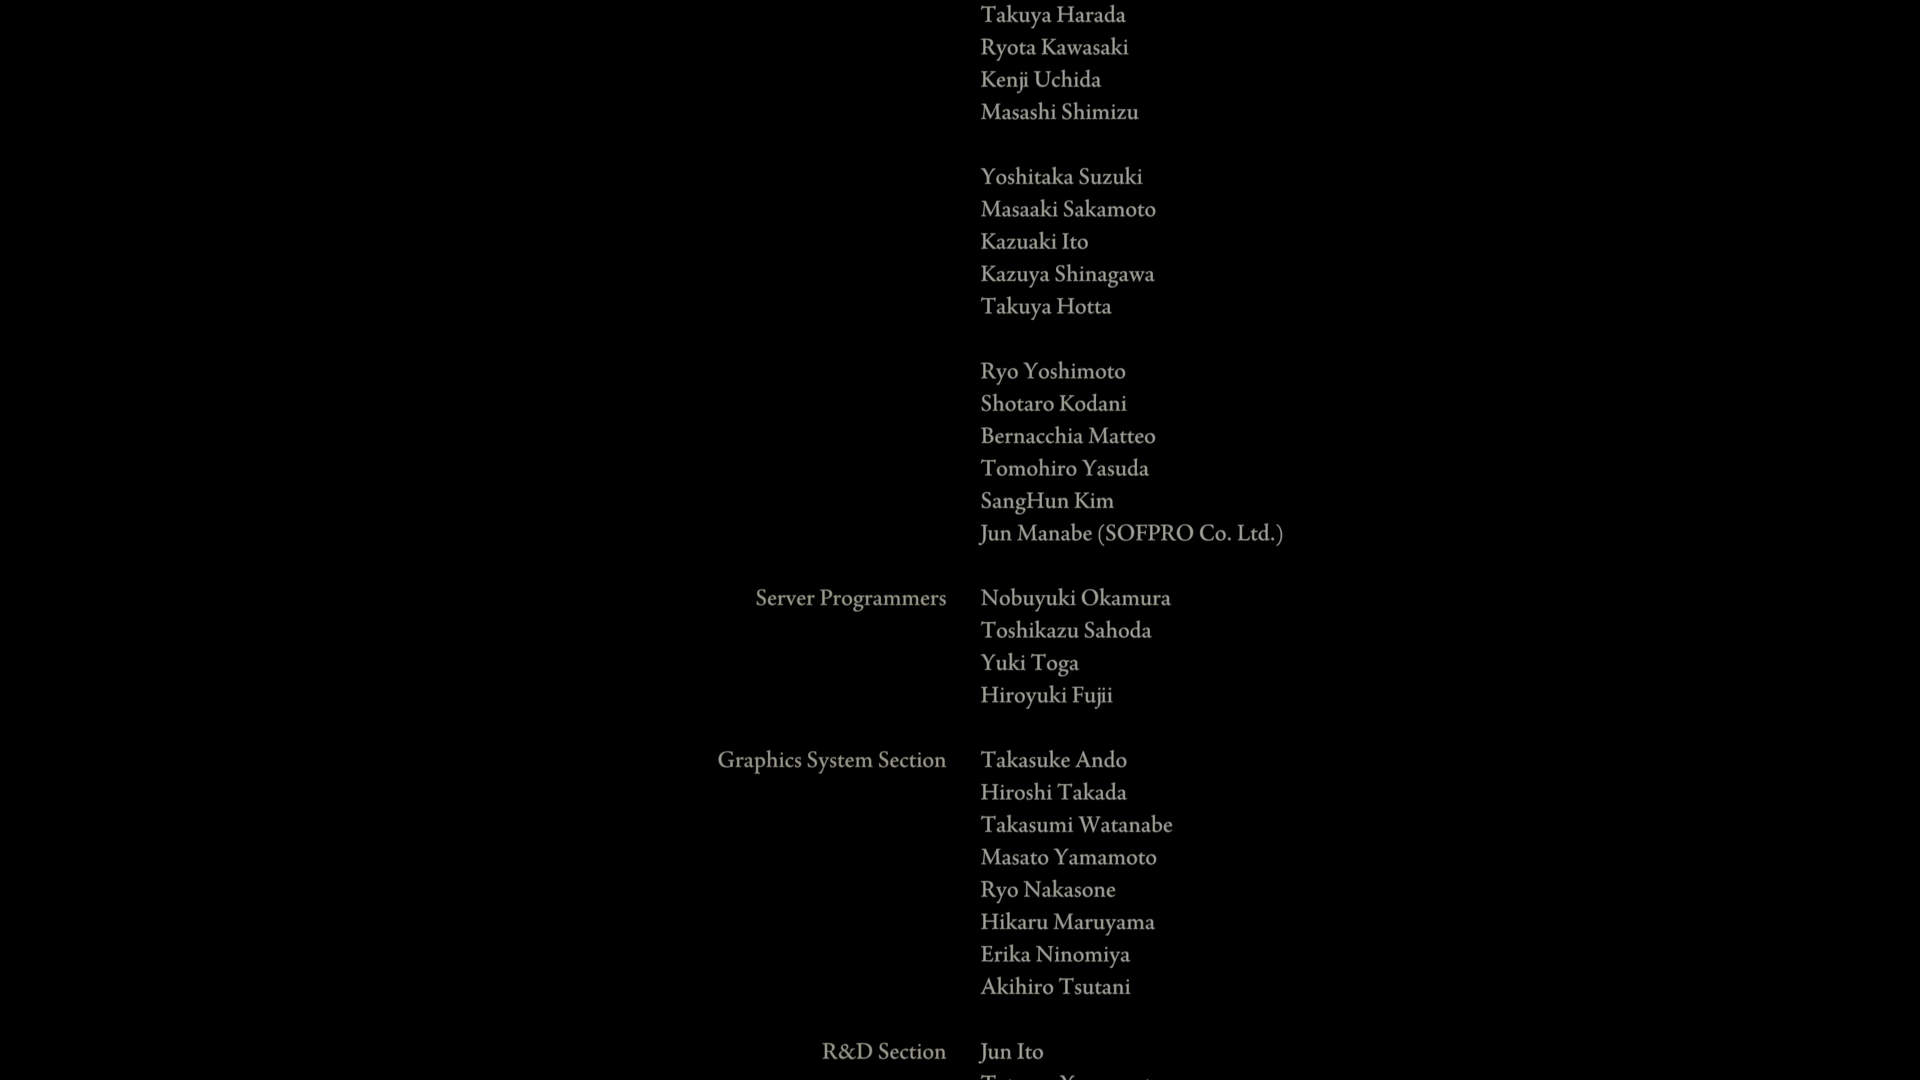 Takuya Harada
Ryota Kawasaki
Kenji Uchida
Masashi Shimizu
Yoshitaka Suzuki
Masaaki Sakamoto
Kazuaki Ito
Kazuya Shinagawa
Takuya Hotta
Ryo Yoshimoto
Shotaro Kodani
Bernacchia Matteo
Tomohiro Yasuda
SangHun Kim
Jun Manabe (SOFPRO Co. Ltd.)
Server Programmers Nobuyuki Okamura
Toshikazu Sahoda
Yuki Toga
Hiroyuki Fujii
Graphics System Section Takasuke Ando
Hiroshi Takada
Takasumi Watanabe
Masato Yamamoto
Ryo Nakasone
Hikaru Maruyama
Erika Ninomiya
Akihiro Tsutani
R&D Section Jun Ito